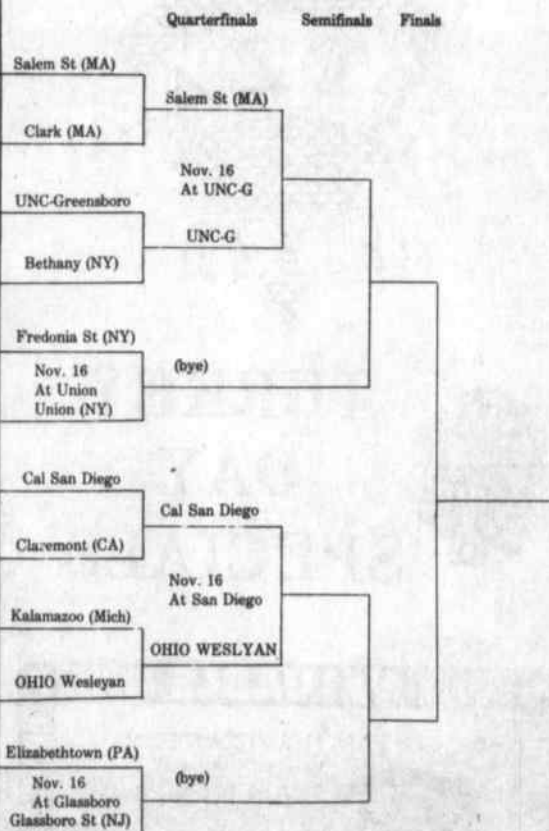 Quarterfinals Semifinals Finals
Salem St (MA)
Salem St (MA)
Clark (MA)
Nov. 16
At UNC-G
UNC-Greensboro
UNC-G
Bethany (NY)
Fredonia St (NY)
(bye)
Nov. 16
At Union
Union (NY)
Cal San Diego
Cal San Diego
Claremont (CA)
Nov. 16
At San Diego
Kalamazoo (Mich)
OHIO WESLYAN
OHIO Wesleyan
Elizabethtown (PA)
(bye)
Nov. 16
At Glassboro
Glassboro St (NJ)